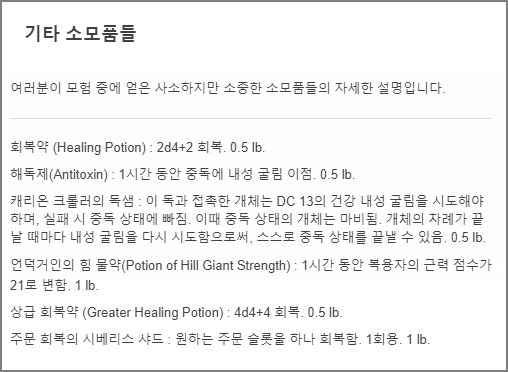 기타 소모품들
여러분이 모험 중에 얻은 사소하지만 소중한 소모품들의 자세한 설명입니다.
회복약 (Healing Potion) : 2d4+2 회복. 0.5 lb.
해독제(Antitoxin) : 1시간 동안 중독에 내성 굴림 이점. 0.5 lb.
캐리온 크롤러의 독샘 : 이 독과 접촉한 개체는 DC 13의 건강 내성 굴림을 시도해야
하며, 실패 시 중독 상태에 빠짐. 이때 중독 상태의 개체는 마비됨. 개체의 차례가 끝
날 때마다 내성 굴림을 다시 시도함으로써, 스스로 중독 상태를 끝낼 수 있음. 0.5 lb.
언덕거인의 힘 물약(Potion of Hill Giant Strength) : 1시간 동안 복용자의 근력 점수가
21로 변함. 1 lb.
상급 회복약 (Greater Healing Potion) : 4d4+4 회복. 0.5 lb.
주문 회복의 시베리스 샤드 : 원하는 주문 슬롯을 하나 회복함. 1회용. 1 lb.